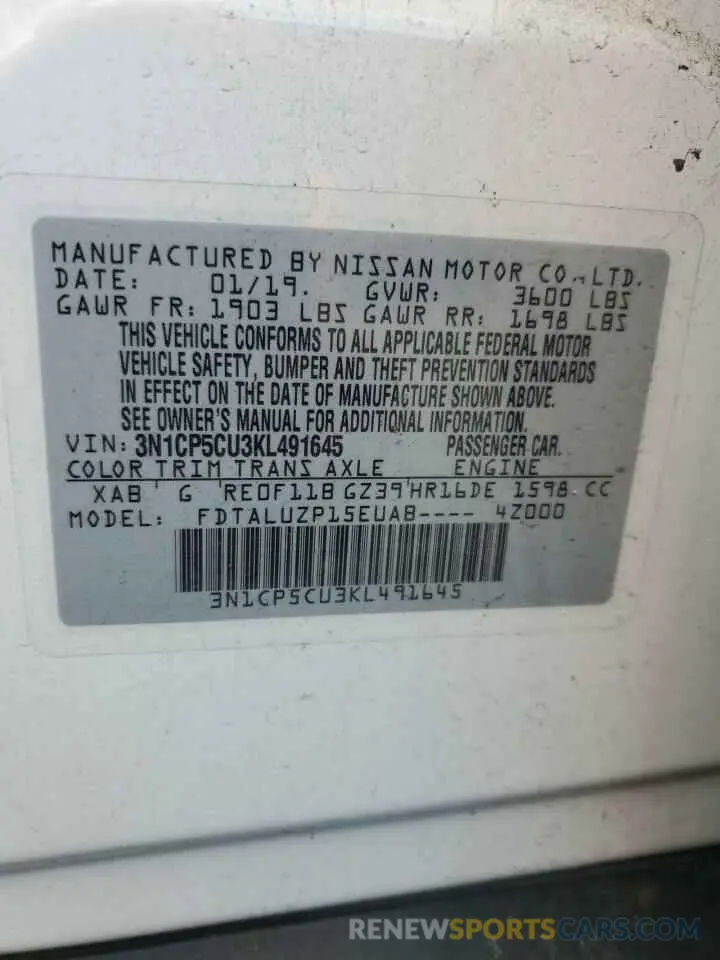 MANUFACTURED BY NISSAN MOTOR CO., LTD.
DATE: 01/19. GVWR: 3600 LBS
GAWR FR: 1903 LBS GAWR RR: 1698 LBS
THIS VEHICLE CONFORMS TO ALL APPLICABLE FEDERAL MOTOR
VEHICLE SAFETY, BUMPER AND THEFT PREVENTION STANDARDS
IN EFFECT ON THE DATE OF MANUFACTURE SHOWN ABOVE.
SEE OWNER'S MANUAL FOR ADDITIONAL INFORMATION.
VIN: 3N1CP5CU3KL491645 PASSENGER CAR.
COLOR TRIM TRANS AXLE ENGINE
XAB ' G 'RE0F11B GZ39'HR16DE 1598 CC
MODEL: FDTALUZP15EUAB---- 4Z000
3N1CP5CU3KL491645
RENEWSPORTSCARS.COM